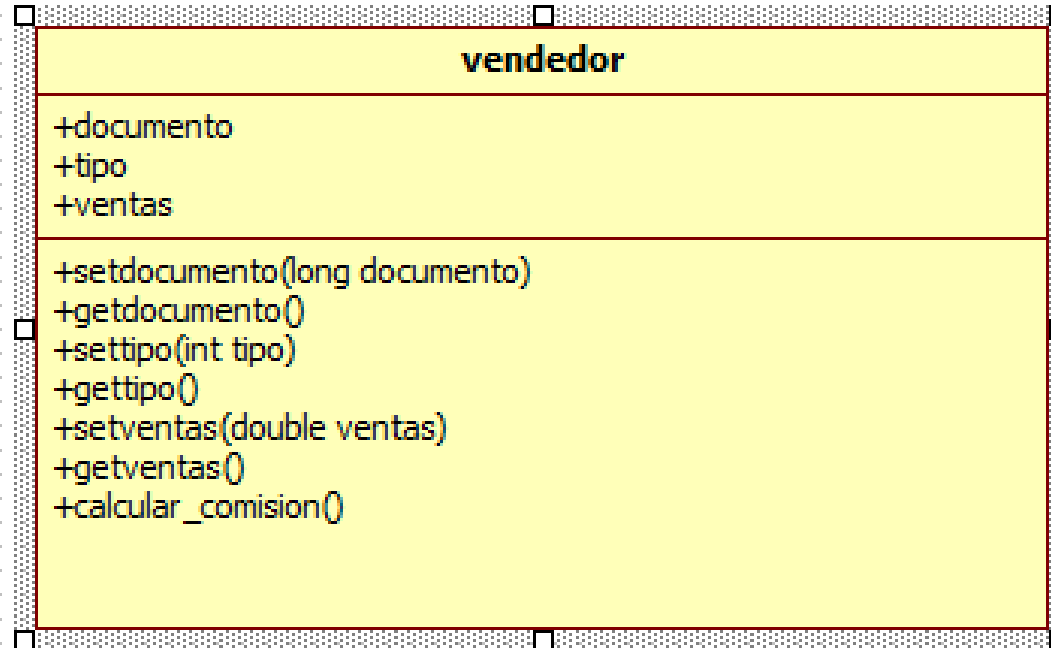 vendedor
+documento
+tipo
+ventas
+setdocumento(long documento)
+getdocumento()
+settipo(int tipo)
+gettipo()
+setventas(double ventas)
+getventas()
+calcular_comision()